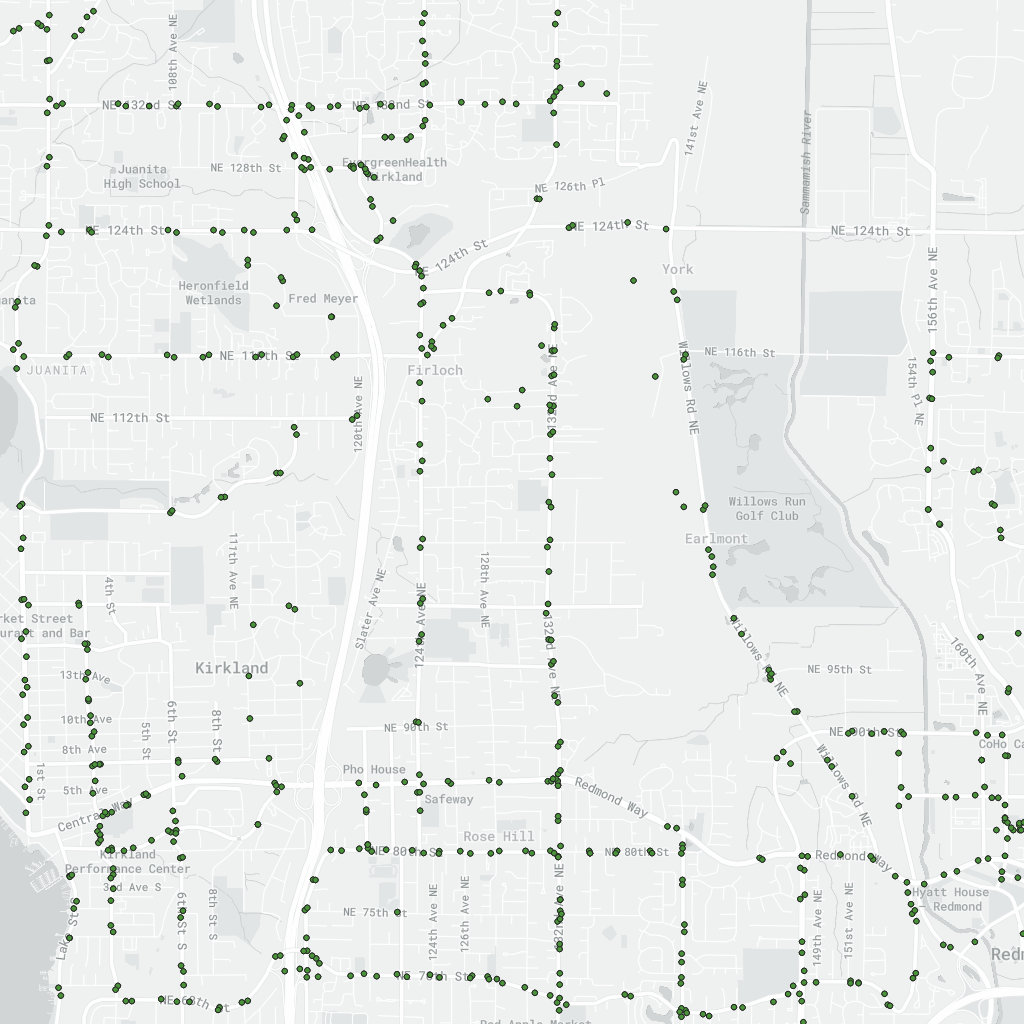 108th Ave NE
NE 132nd St
NE 132nd St
141st Ave NE
Sammamish River
NE 128th St
EvergreenHealth
Kirkland
Juanita
High School
NE 126th Pl
NE 124th St
NE 124th St
NE 124th St
NE 124th St
York
156th Ave NE
Heronfield
Wetlands
Fred Meyer
NE 116th St
NE 116th St
JUANITA
Firloch
132nd Ave NE
Willows Rd NE
154th Pl NE
NE 112th St
120th Ave NE
Willows Run
Golf Club
Earlmont
111th Ave NE
128th Ave NE
4th St
Slater Ave NE
124th Ave NE
132nd Ave NE
Willows Rd NE
160th Ave NE
Kirkland
13th Ave
NE 95th St
10th Ave
6th St
8th St
5th St
NE 90th St
NE 90th St
8th Ave
Pho House
1st St
5th Ave
Safeway
Redmond Way
Willows Rd NE
Central Way
Rose Hill
NE 80th St
NE 80th St
Redmond Way
Kirkland
Performance Center
3rd Ave S
Hyatt House
- Redmond
6th St S
8th St S
NE 75th St
124th Ave NE
126th Ave NE
132nd Ave NE
149th Ave NE
151st Ave NE
Lake St
NE 70th St
NE 68th St
Red Apple Market